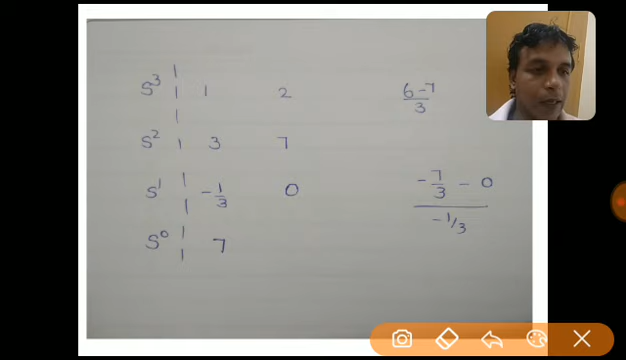 S³ | 1 2 6-7/3
S² | 3 7
S¹ | -1/3 0 -7/3 - 0 / -1/3
S⁰ | 7